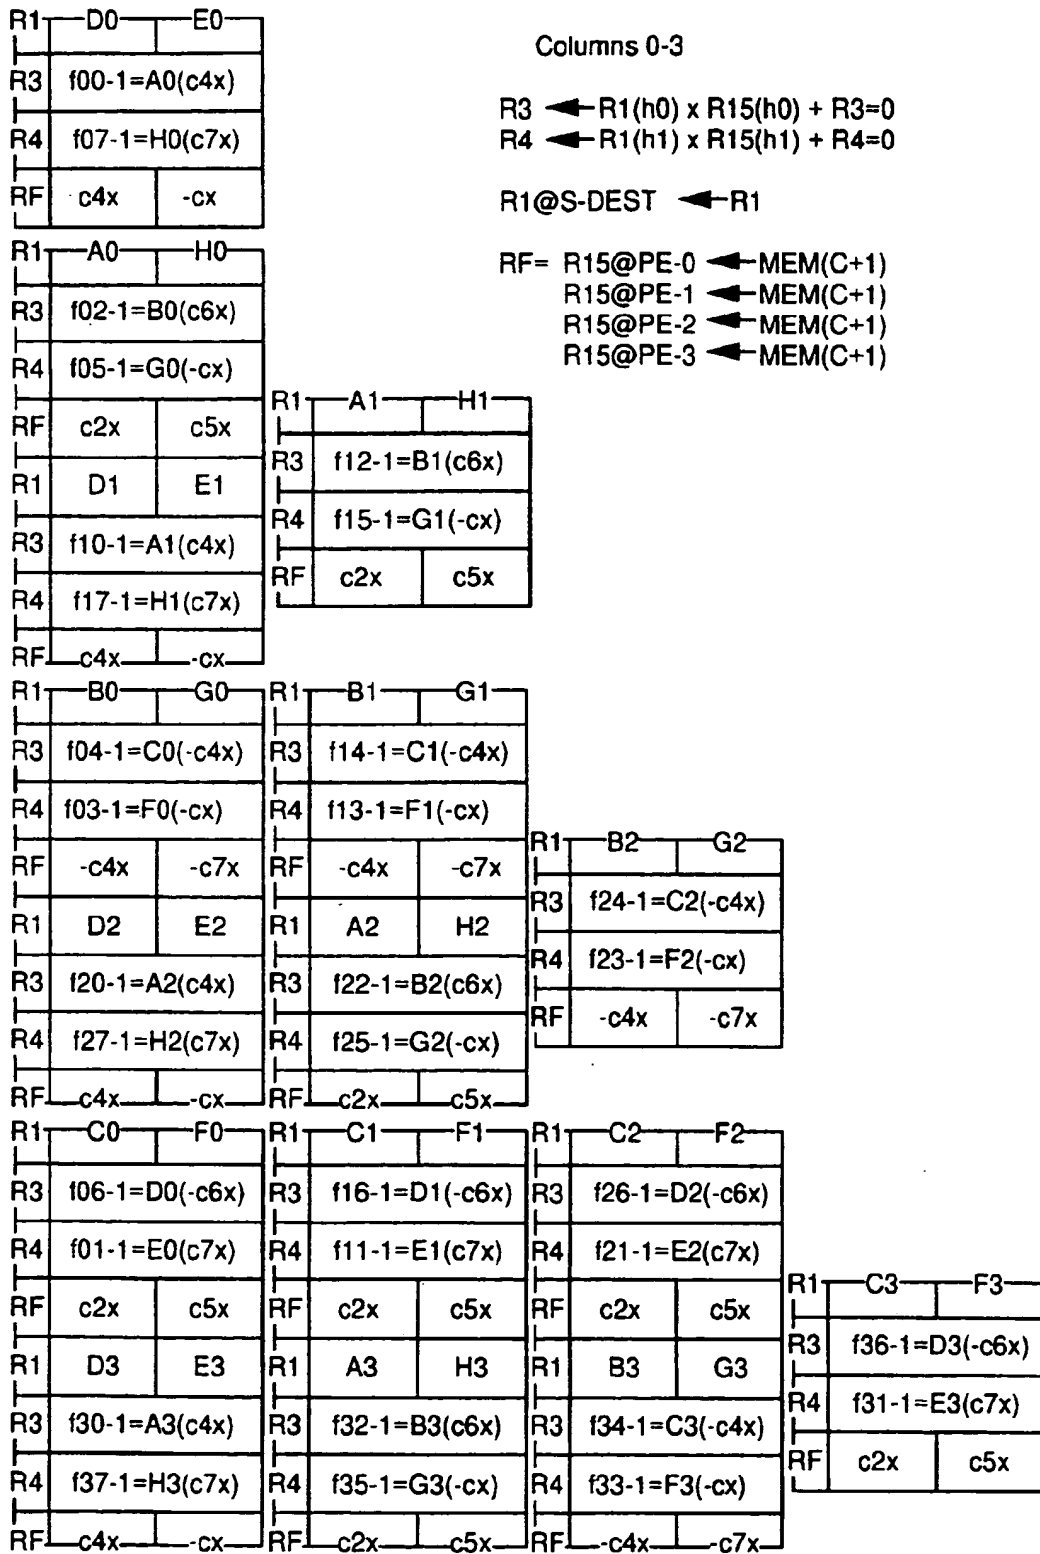 R1 D0 E0
R3 f00-1=A0(c4x)
R4 f07-1=H0(c7x)
RF c4x -cx
Columns 0-3
R3 ← R1(h0) x R15(h0) + R3=0
R4 ← R1(h1) x R15(h1) + R4=0
R1@S-DEST ← R1
RF= R15@PE-0 ← MEM(C+1)
R15@PE-1 ← MEM(C+1)
R15@PE-2 ← MEM(C+1)
R15@PE-3 ← MEM(C+1)
R1 A0 H0
R3 f02-1=B0(c6x)
R4 f05-1=G0(-cx)
RF c2x c5x
R1 D1 E1
R3 f10-1=A1(c4x)
R4 f17-1=H1(c7x)
RF c4x -cx
R1 A1 H1
R3 f12-1=B1(c6x)
R4 f15-1=G1(-cx)
RF c2x c5x
R1 B0 G0
R3 f04-1=C0(-c4x)
R4 f03-1=F0(-cx)
RF -c4x -c7x
R1 D2 E2
R3 f20-1=A2(c4x)
R4 f27-1=H2(c7x)
RF c4x -cx
R1 B1 G1
R3 f14-1=C1(-c4x)
R4 f13-1=F1(-cx)
RF -c4x -c7x
R1 A2 H2
R3 f22-1=B2(c6x)
R4 f25-1=G2(-cx)
RF c2x c5x
R1 B2 G2
R3 f24-1=C2(-c4x)
R4 f23-1=F2(-cx)
RF -c4x -c7x
R1 C0 F0
R3 f06-1=D0(-c6x)
R4 f01-1=E0(c7x)
RF c2x c5x
R1 D3 E3
R3 f30-1=A3(c4x)
R4 f37-1=H3(c7x)
RF c4x -cx
R1 C1 F1
R3 f16-1=D1(-c6x)
R4 f11-1=E1(c7x)
RF c2x c5x
R1 A3 H3
R3 f32-1=B3(c6x)
R4 f35-1=G3(-cx)
RF c2x c5x
R1 C2 F2
R3 f26-1=D2(-c6x)
R4 f21-1=E2(c7x)
RF c2x c5x
R1 B3 G3
R3 f34-1=C3(-c4x)
R4 f33-1=F3(-cx)
RF -c4x -c7x
R1 C3 F3
R3 f36-1=D3(-c6x)
R4 f31-1=E3(c7x)
RF c2x c5x